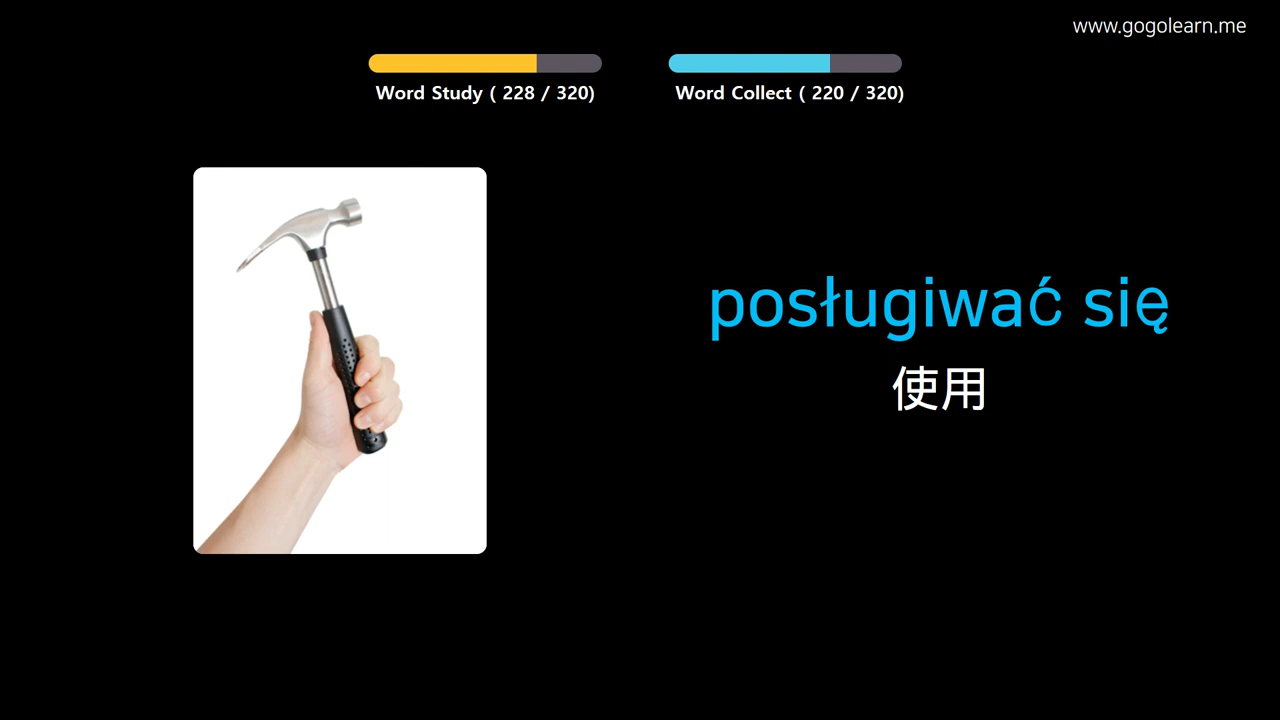 www.gogolearn.me
Word Study ( 228 / 320)
Word Collect ( 220 / 320)
posługiwać się
使用